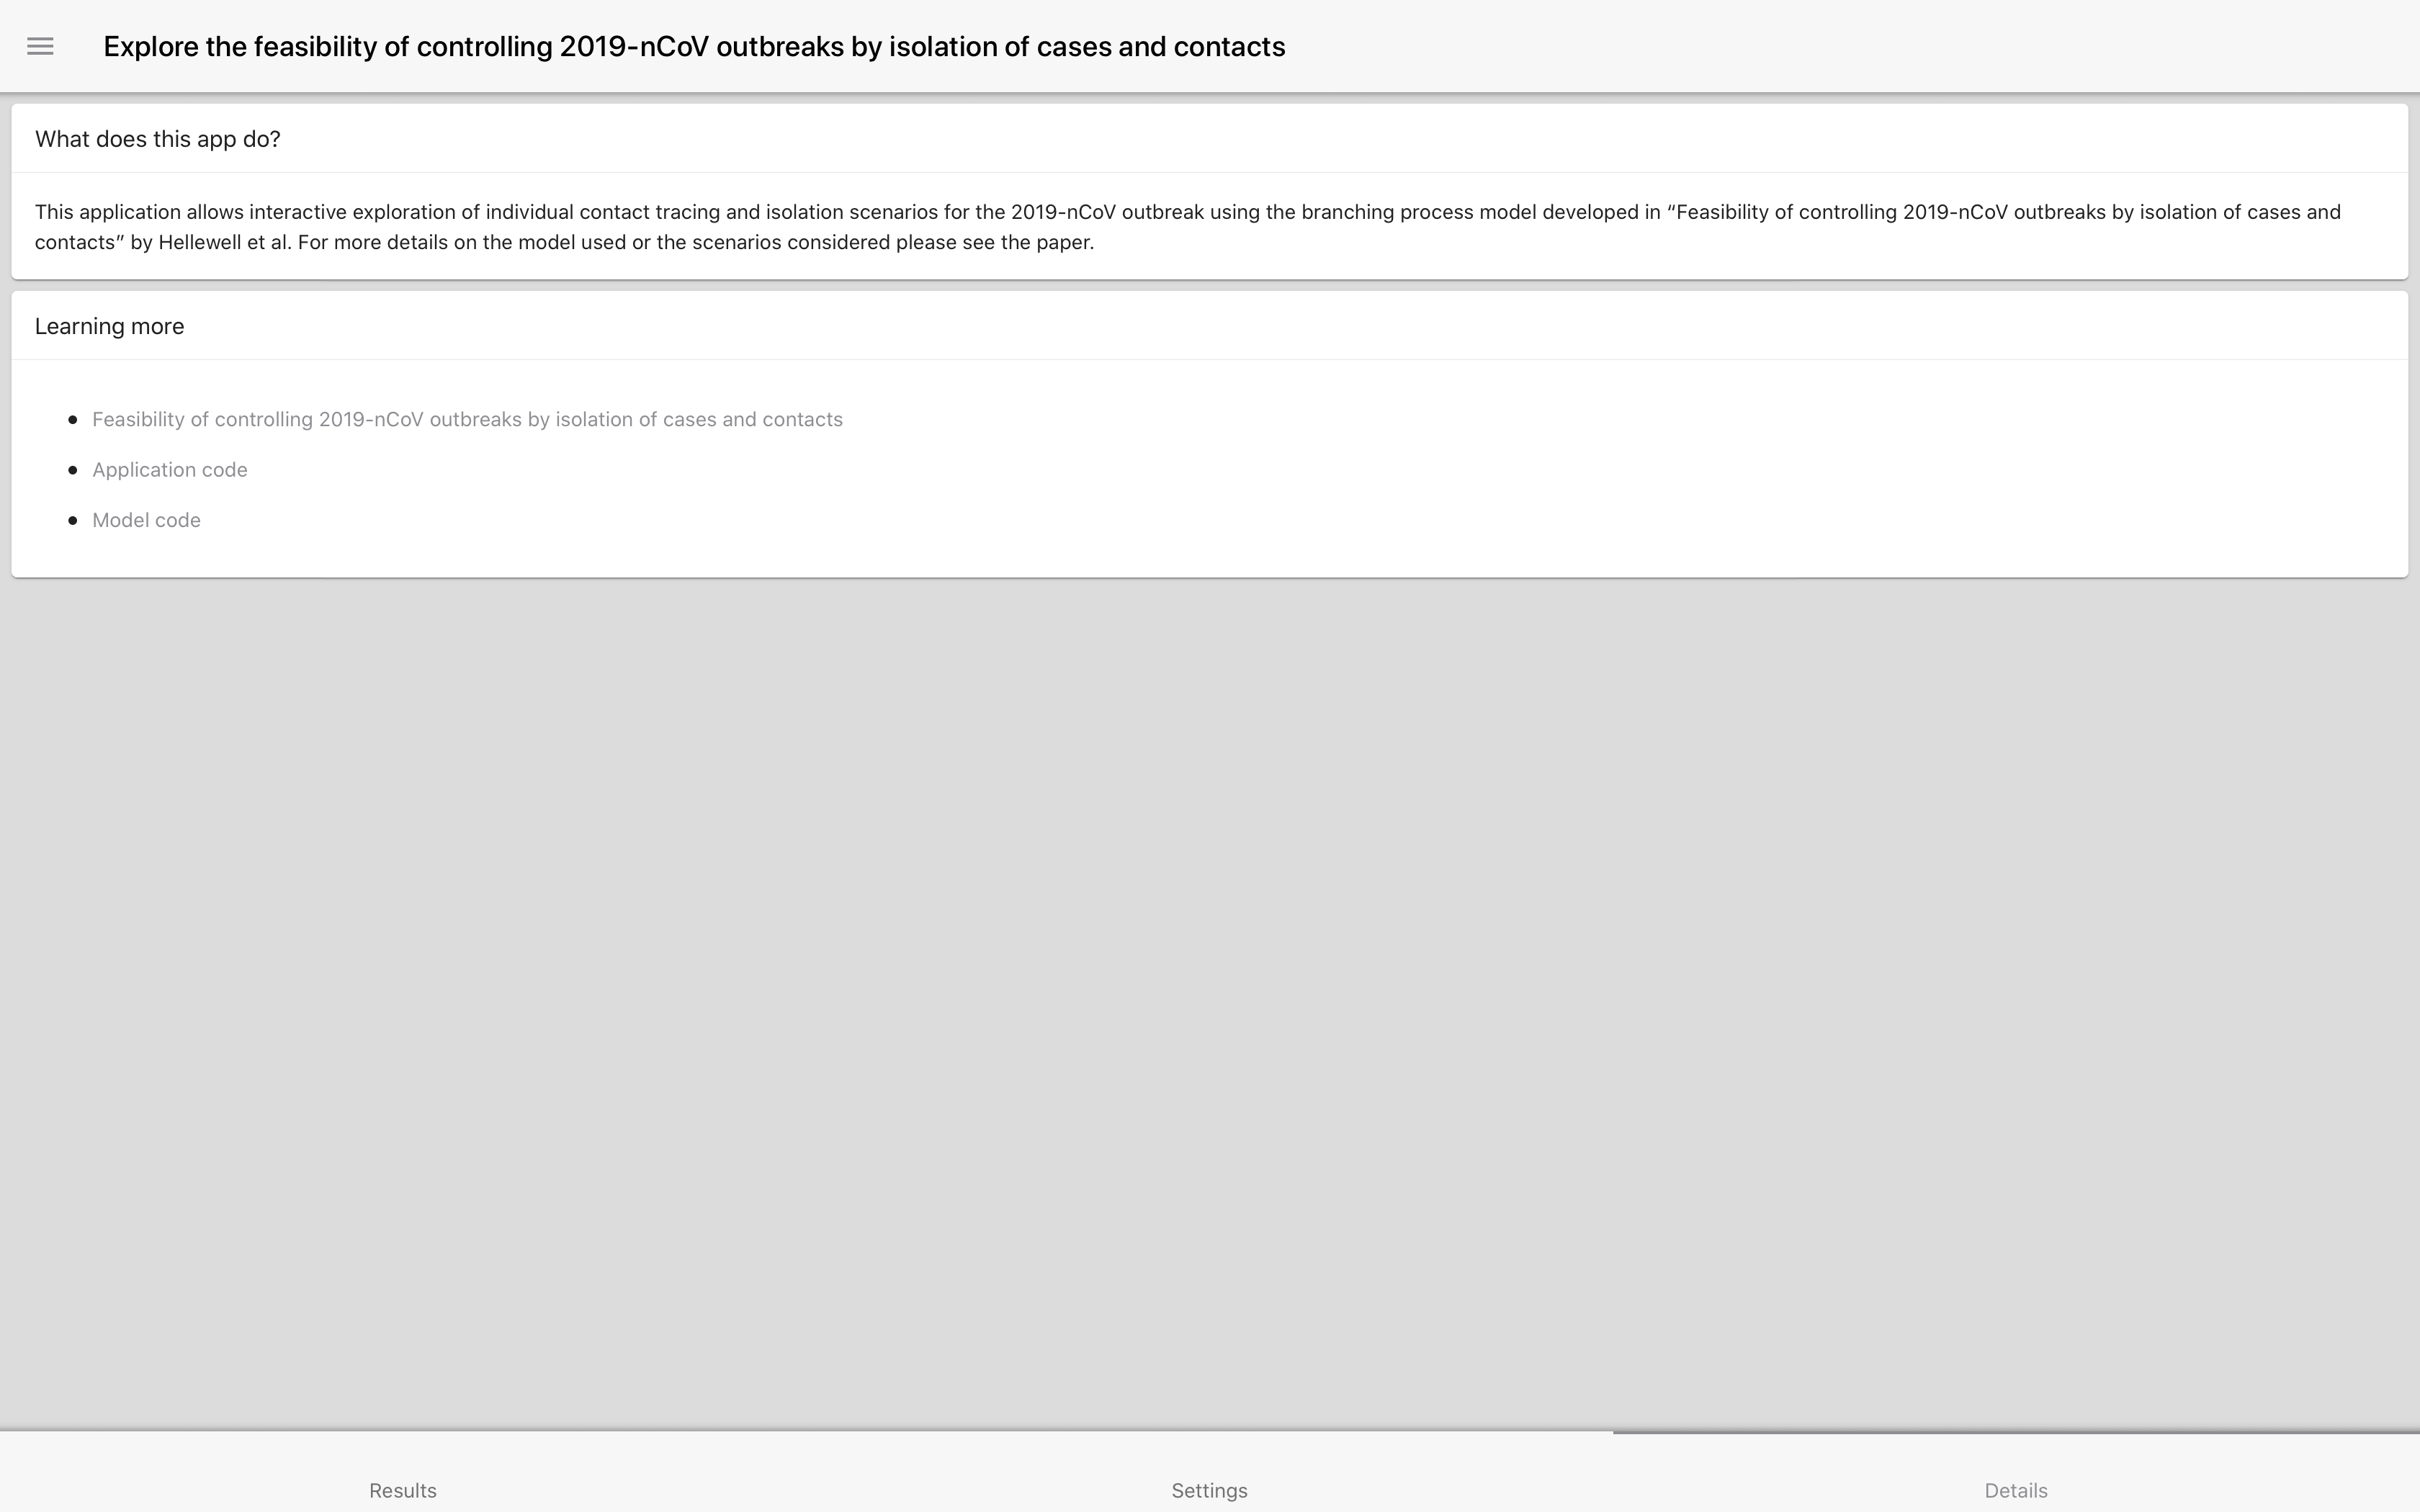 Explore the feasibility of controlling 2019-nCoV outbreaks by isolation of cases and contacts
What does this app do?
This application allows interactive exploration of individual contact tracing and isolation scenarios for the 2019-nCoV outbreak using the branching process model developed in “Feasibility of controlling 2019-nCoV outbreaks by isolation of cases and
contacts” by Hellewell et al. For more details on the model used or the scenarios considered please see the paper.
Learning more
Feasibility of controlling 2019-nCoV outbreaks by isolation of cases and contacts
Application code
Model code
Results
Settings
Details